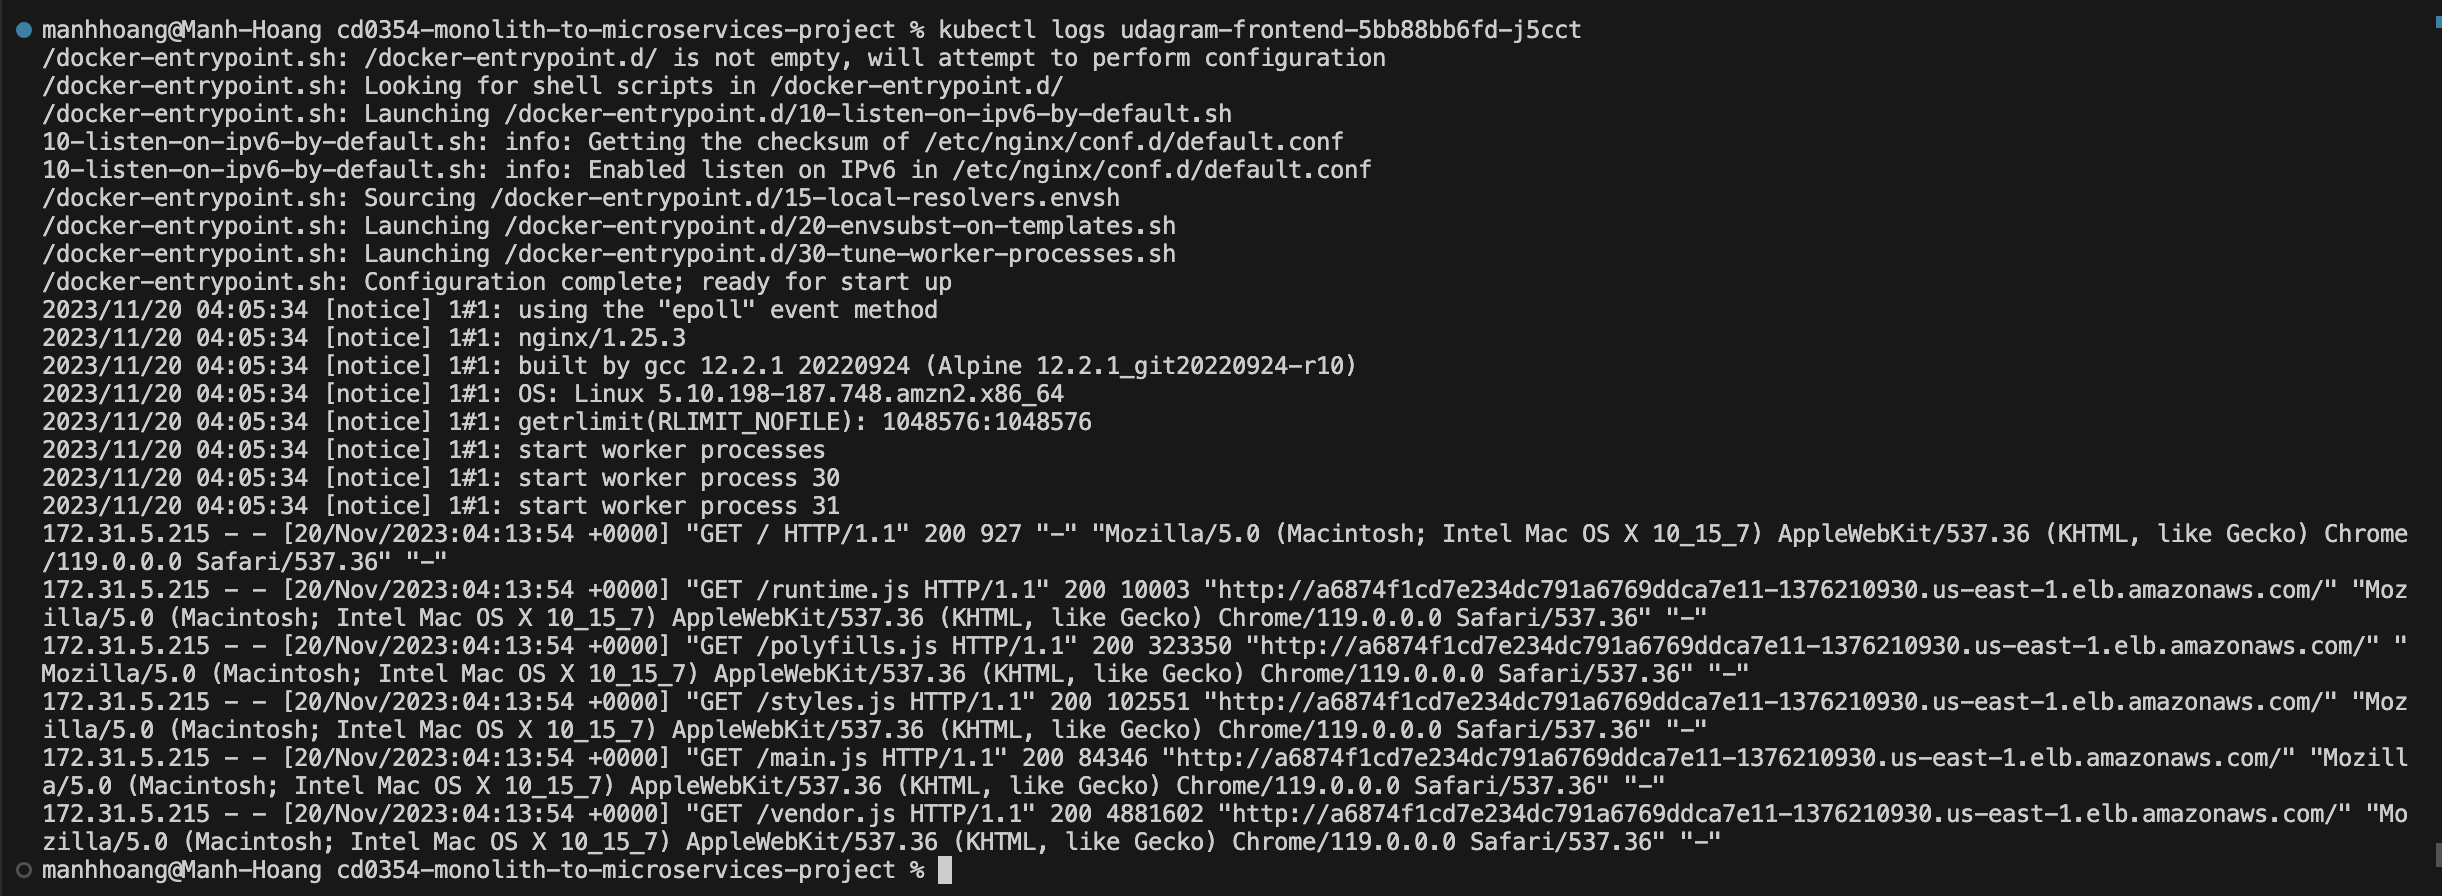 manhhoang@Manh-Hoang cd0354-monolith-to-microservices-project % kubectl logs udagram-frontend-5bb88bb6fd-j5cct
/docker-entrypoint.sh: /docker-entrypoint.d/ is not empty, will attempt to perform configuration
/docker-entrypoint.sh: Looking for shell scripts in /docker-entrypoint.d/
/docker-entrypoint.sh: Launching /docker-entrypoint.d/10-listen-on-ipv6-by-default.sh
10-listen-on-ipv6-by-default.sh: info: Getting the checksum of /etc/nginx/conf.d/default.conf
10-listen-on-ipv6-by-default.sh: info: Enabled listen on IPv6 in /etc/nginx/conf.d/default.conf
/docker-entrypoint.sh: Sourcing /docker-entrypoint.d/15-local-resolvers.envsh
/docker-entrypoint.sh: Launching /docker-entrypoint.d/20-envsubst-on-templates.sh
/docker-entrypoint.sh: Launching /docker-entrypoint.d/30-tune-worker-processes.sh
/docker-entrypoint.sh: Configuration complete; ready for start up
2023/11/20 04:05:34 [notice] 1#1: using the "epoll" event method
2023/11/20 04:05:34 [notice] 1#1: nginx/1.25.3
2023/11/20 04:05:34 [notice] 1#1: built by gcc 12.2.1 20220924 (Alpine 12.2.1_git20220924-r10)
2023/11/20 04:05:34 [notice] 1#1: OS: Linux 5.10.198-187.748.amzn2.x86_64
2023/11/20 04:05:34 [notice] 1#1: getrlimit(RLIMIT_NOFILE): 1048576:1048576
2023/11/20 04:05:34 [notice] 1#1: start worker processes
2023/11/20 04:05:34 [notice] 1#1: start worker process 30
2023/11/20 04:05:34 [notice] 1#1: start worker process 31
172.31.5.215 - - [20/Nov/2023:04:13:54 +0000] "GET / HTTP/1.1" 200 927 "-" "Mozilla/5.0 (Macintosh; Intel Mac OS X 10_15_7) AppleWebKit/537.36 (KHTML, like Gecko) Chrome
/119.0.0.0 Safari/537.36" "-"
172.31.5.215 - - [20/Nov/2023:04:13:54 +0000] "GET /runtime.js HTTP/1.1" 200 10003 "http://a6874f1cd7e234dc791a6769ddca7e11-1376210930.us-east-1.elb.amazonaws.com/" "Moz
illa/5.0 (Macintosh; Intel Mac OS X 10_15_7) AppleWebKit/537.36 (KHTML, like Gecko) Chrome/119.0.0.0 Safari/537.36" "-"
172.31.5.215 - - [20/Nov/2023:04:13:54 +0000] "GET /polyfills.js HTTP/1.1" 200 323350 "http://a6874f1cd7e234dc791a6769ddca7e11-1376210930.us-east-1.elb.amazonaws.com/" "
Mozilla/5.0 (Macintosh; Intel Mac OS X 10_15_7) AppleWebKit/537.36 (KHTML, like Gecko) Chrome/119.0.0.0 Safari/537.36" "-"
172.31.5.215 - - [20/Nov/2023:04:13:54 +0000] "GET /styles.js HTTP/1.1" 200 102551 "http://a6874f1cd7e234dc791a6769ddca7e11-1376210930.us-east-1.elb.amazonaws.com/" "Moz
illa/5.0 (Macintosh; Intel Mac OS X 10_15_7) AppleWebKit/537.36 (KHTML, like Gecko) Chrome/119.0.0.0 Safari/537.36" "-"
172.31.5.215 - - [20/Nov/2023:04:13:54 +0000] "GET /main.js HTTP/1.1" 200 84346 "http://a6874f1cd7e234dc791a6769ddca7e11-1376210930.us-east-1.elb.amazonaws.com/" "Mozill
a/5.0 (Macintosh; Intel Mac OS X 10_15_7) AppleWebKit/537.36 (KHTML, like Gecko) Chrome/119.0.0.0 Safari/537.36" "-"
172.31.5.215 - - [20/Nov/2023:04:13:54 +0000] "GET /vendor.js HTTP/1.1" 200 4881602 "http://a6874f1cd7e234dc791a6769ddca7e11-1376210930.us-east-1.elb.amazonaws.com/" "Mo
zilla/5.0 (Macintosh; Intel Mac OS X 10_15_7) AppleWebKit/537.36 (KHTML, like Gecko) Chrome/119.0.0.0 Safari/537.36" "-"
manhhoang@Manh-Hoang cd0354-monolith-to-microservices-project %